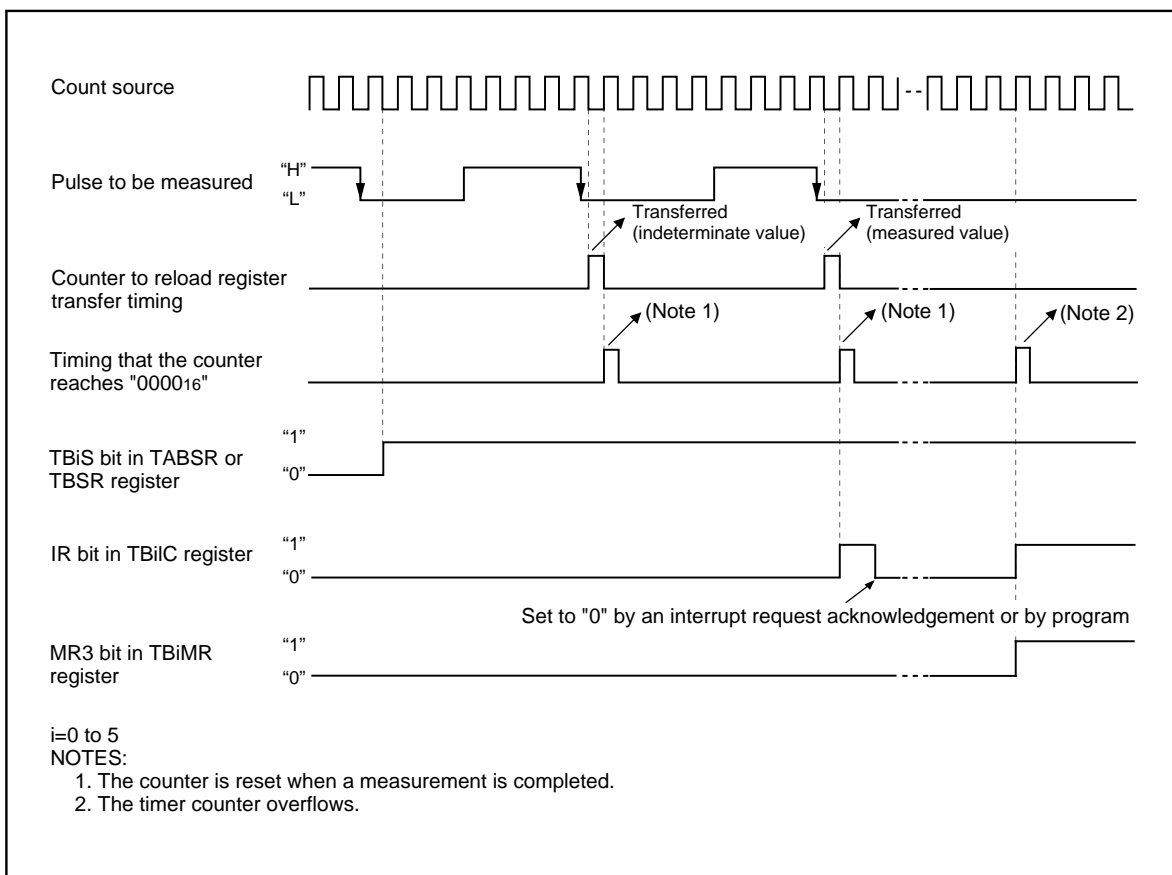 Count source
Pulse to be measured
“H”
“L”
Transferred
(indeterminate value)
Transferred
(measured value)
Counter to reload register
transfer timing
(Note 1)
(Note 1)
(Note 2)
Timing that the counter
reaches "000016"
“1”
“0”
TBiS bit in TABSR or
TBSR register
“1”
“0”
IR bit in TBiIC register
Set to "0" by an interrupt request acknowledgement or by program
“1”
“0”
MR3 bit in TBiMR
register
i=0 to 5
NOTES:
1. The counter is reset when a measurement is completed.
2. The timer counter overflows.